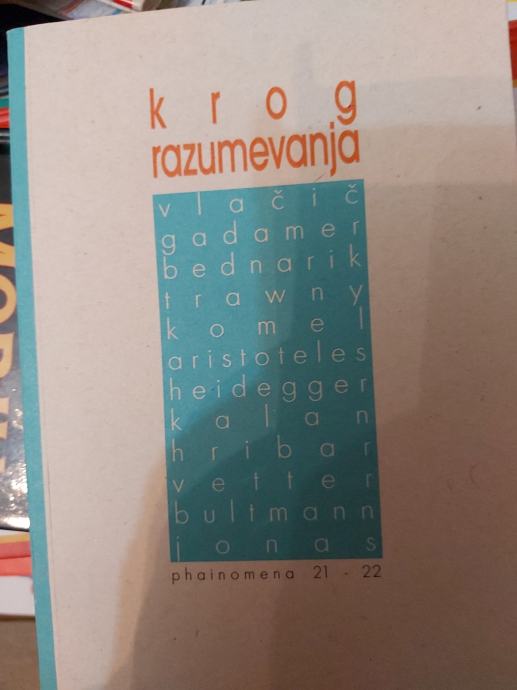 krog
razumevanja
vlačič
gadamer
bednarik
trawny
komel
aristoteles
heidegger
kalan
hribar
vetter
bultmann
jonas
phainomena 21 - 22